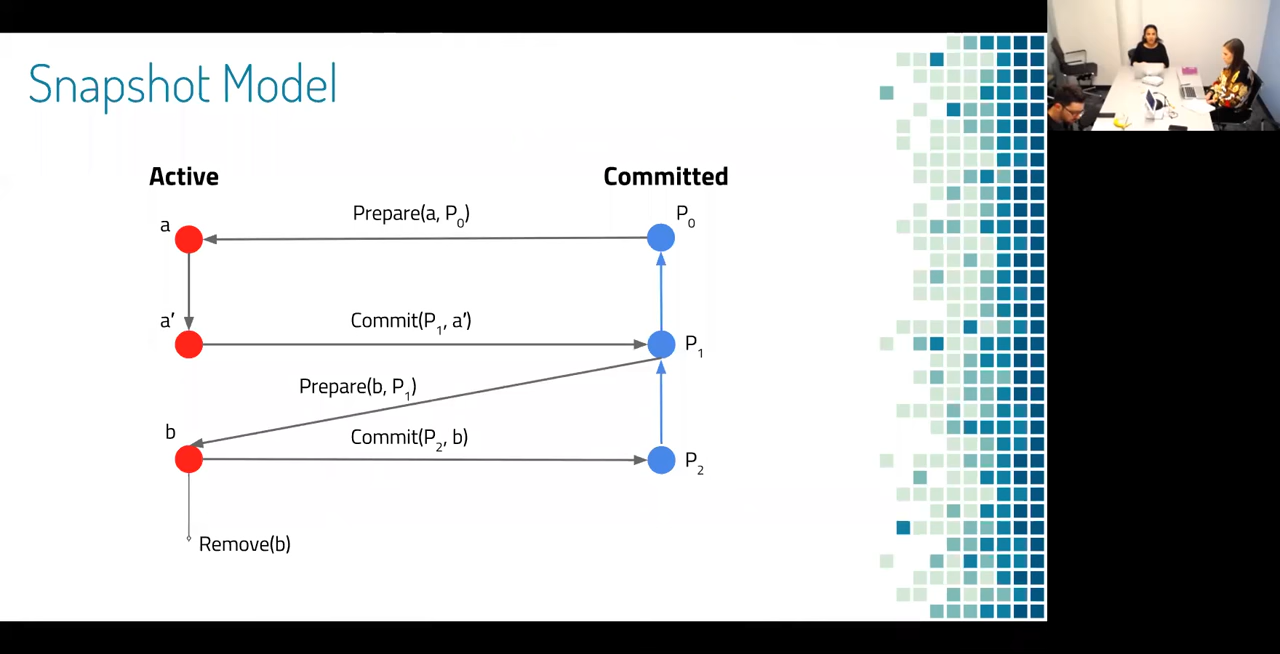 Snapshot Model
Active
Committed
a
Prepare(a, P0)
P0
a′
Commit(P1, a′)
P1
Prepare(b, P1)
b
Commit(P2, b)
P2
Remove(b)